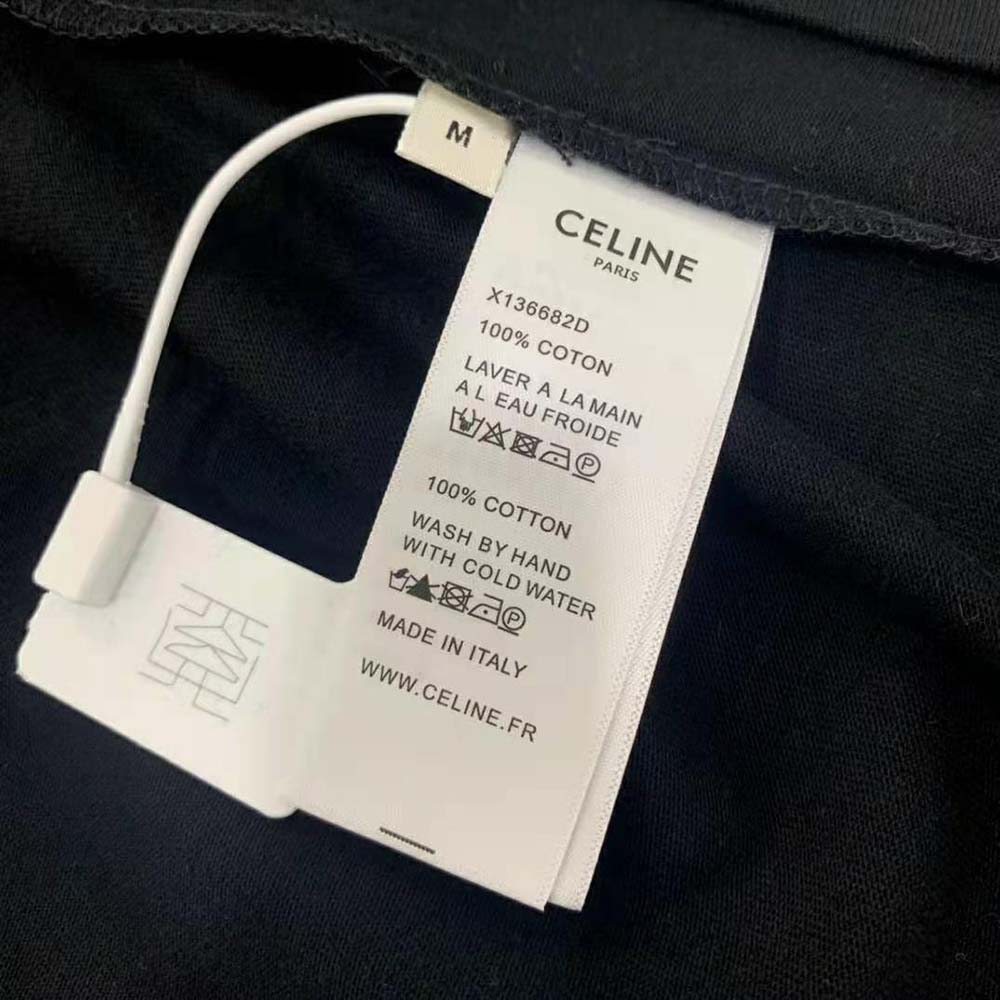 M
CELINE
PARIS
X136682D
100% COTON
LAVER A LA MAIN
A L EAU FROIDE
P
100% COTTON
WASH BY HAND
WITH COLD WATER
P
MADE IN ITALY
WWW.CELINE.FR